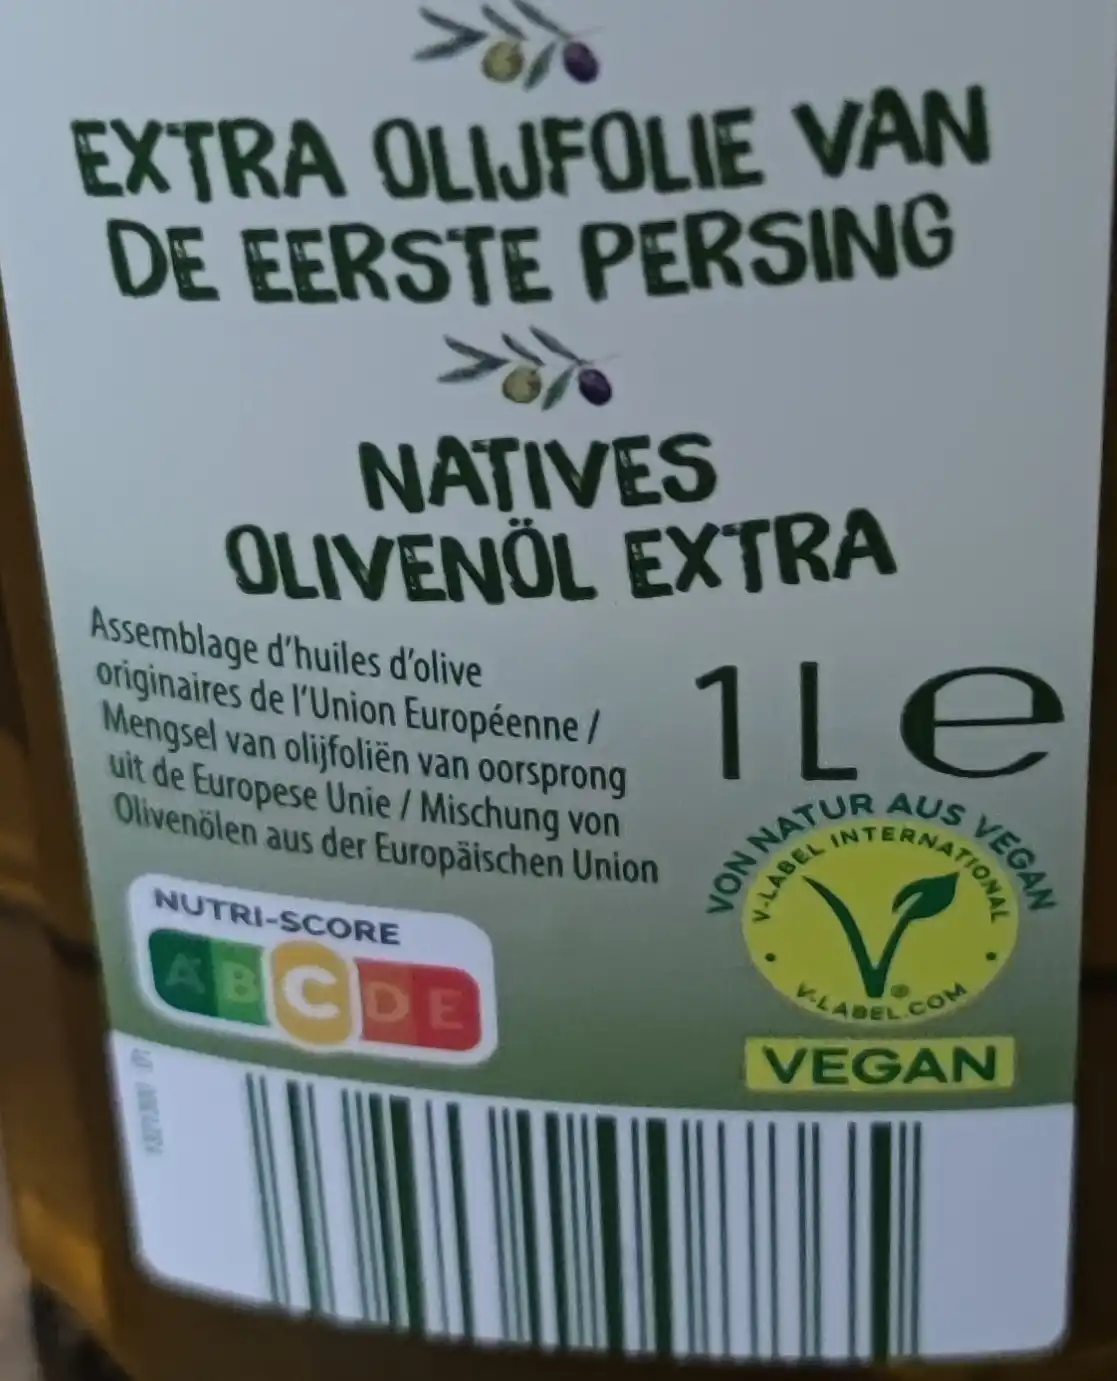 EXTRA OLIJFOLIE VAN
DE EERSTE PERSING
NATIVES
OLIVENÖL EXTRA
Assemblage d'huiles d'olive
originaires de l'Union Européenne /
Mengsel van olijfoliën van oorsprong
uit de Europese Unie / Mischung von
Olivenölen aus der Europäischen Union
1L e
VON NATUR AUS VEGAN
V-LABEL INTERNATIONAL
V®
V-LABEL.COM
VEGAN
NUTRI-SCORE
A B C D E